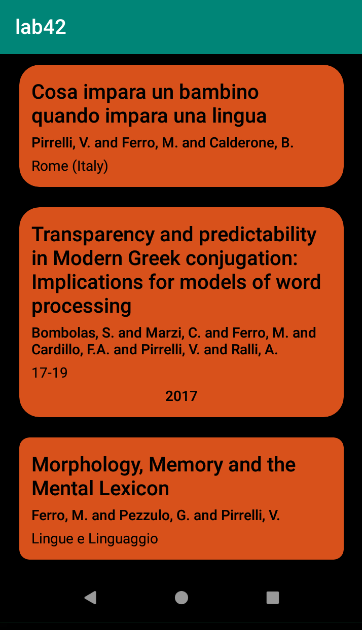 lab42
Cosa impara un bambino
quando impara una lingua
Pirrelli, V. and Ferro, M. and Calderone, B.
Rome (Italy)
Transparency and predictability
in Modern Greek conjugation:
Implications for models of word
processing
Bombolas, S. and Marzi, C. and Ferro, M. and
Cardillo, F.A. and Pirrelli, V. and Ralli, A.
17-19
2017
Morphology, Memory and the
Mental Lexicon
Ferro, M. and Pezzulo, G. and Pirrelli, V.
Lingue e Linguaggio